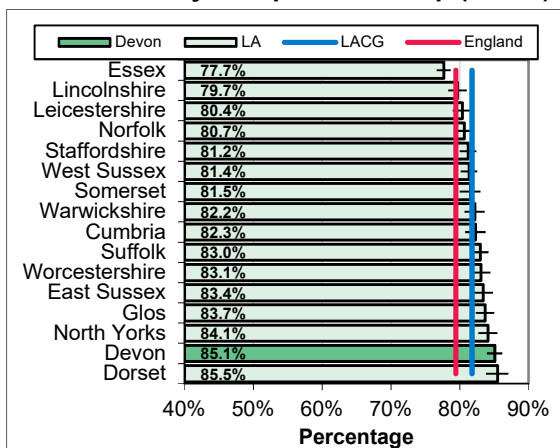 Devon LA LACG England
Essex 77.7%
Lincolnshire 79.7%
Leicestershire 80.4%
Norfolk 80.7%
Staffordshire 81.2%
West Sussex 81.4%
Somerset 81.5%
Warwickshire 82.2%
Cumbria 82.3%
Suffolk 83.0%
Worcestershire 83.1%
East Sussex 83.4%
Glos 83.7%
North Yorks 84.1%
Devon 85.1%
Dorset 85.5%
40% 50% 60% 70% 80% 90%
Percentage